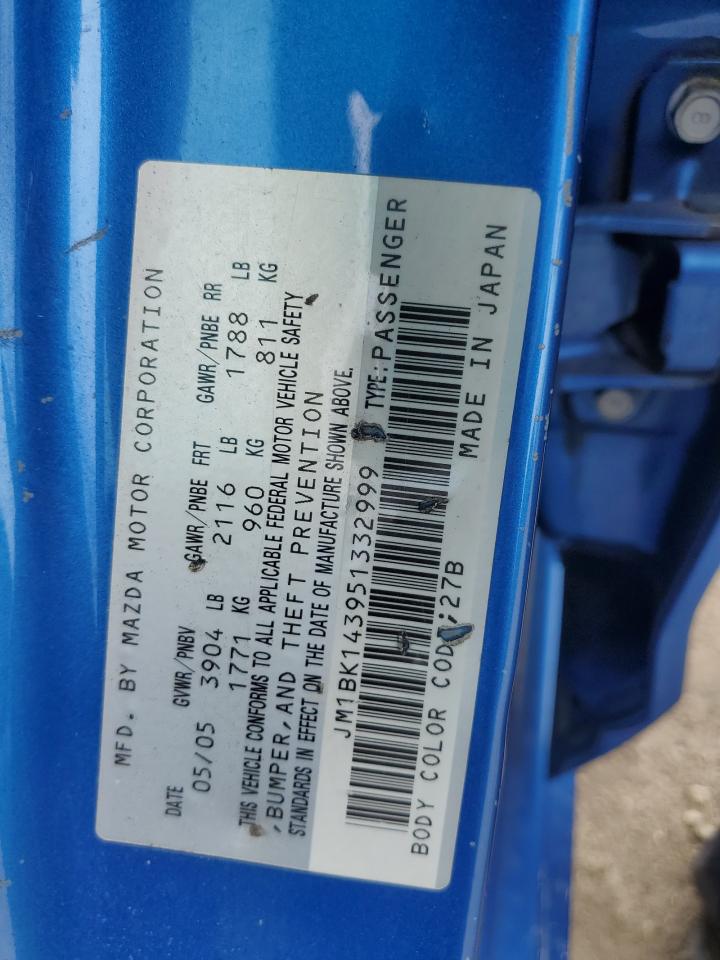 MFD. BY MAZDA MOTOR CORPORATION
DATE GVWR/PNBV GAWR/PNBE FRT GAWR/PNBE RR
05/05 3904 LB 2116 LB 1788 LB
1771 KG 960 KG 811 KG
THIS VEHICLE CONFORMS TO ALL APPLICABLE FEDERAL MOTOR VEHICLE SAFETY
,BUMPER,AND THEFT PREVENTION
STANDARDS IN EFFECT ON THE DATE OF MANUFACTURE SHOWN ABOVE.
JM1BK143951332999 TYPE:PASSENGER
BODY COLOR CODE:27B MADE IN JAPAN
8